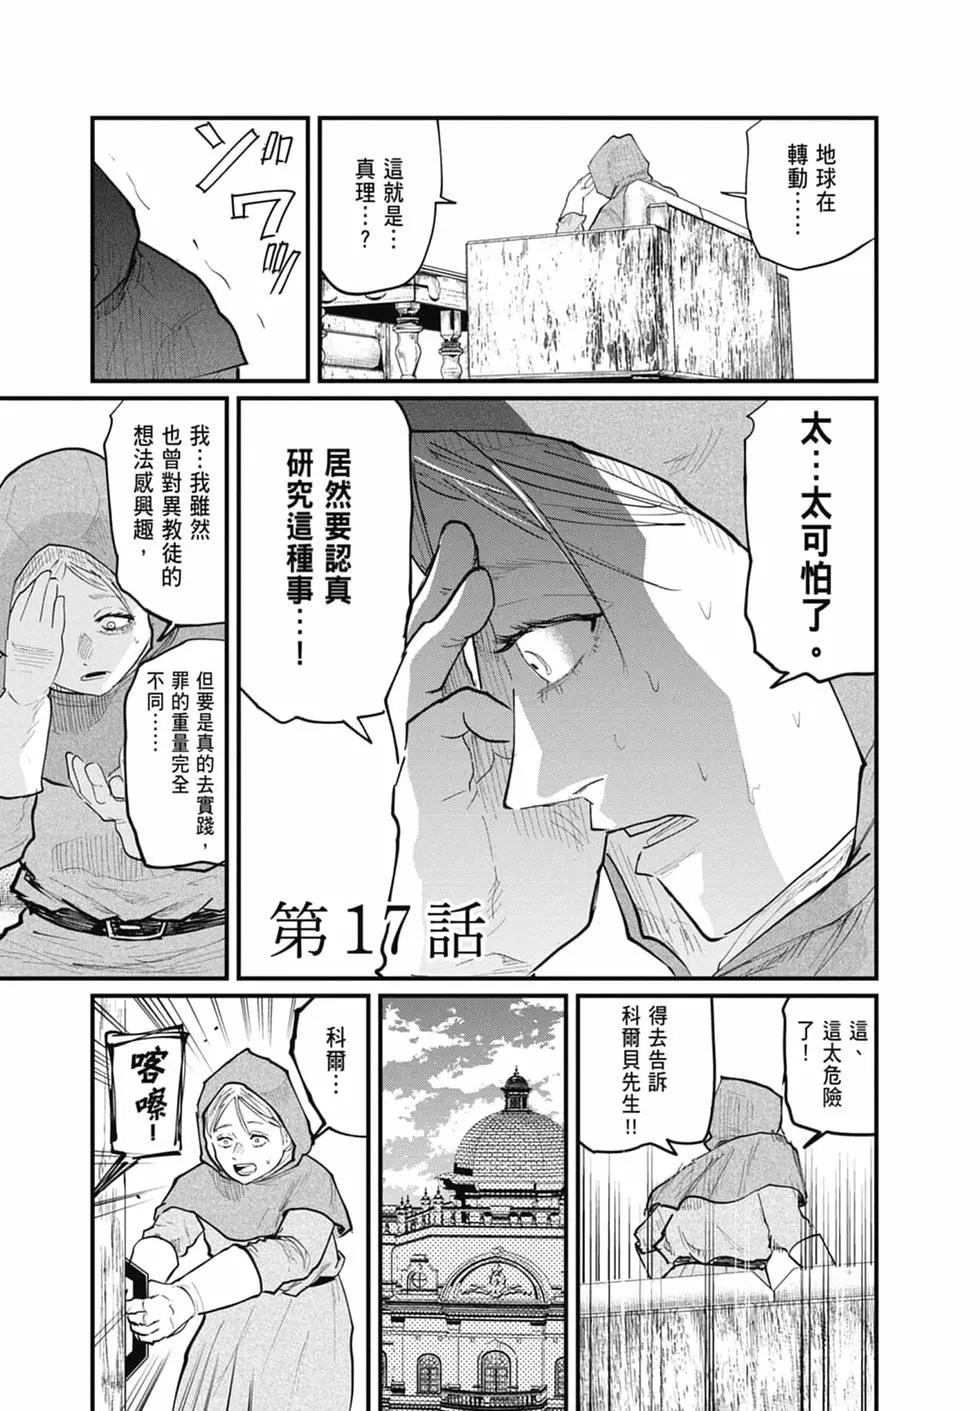 地球在
轉動……
這就是…
真理…？
ゾワ
太…太可怕了。
居然要認真
研究這種事…！
第17話
我…我雖然
也曾對異教徒的
想法感興趣，
但要是真的去實踐，
罪的重量完全
不同……
這、
這太危險
了！
得去告訴
科爾貝先生！！
科爾…
喀嚓！